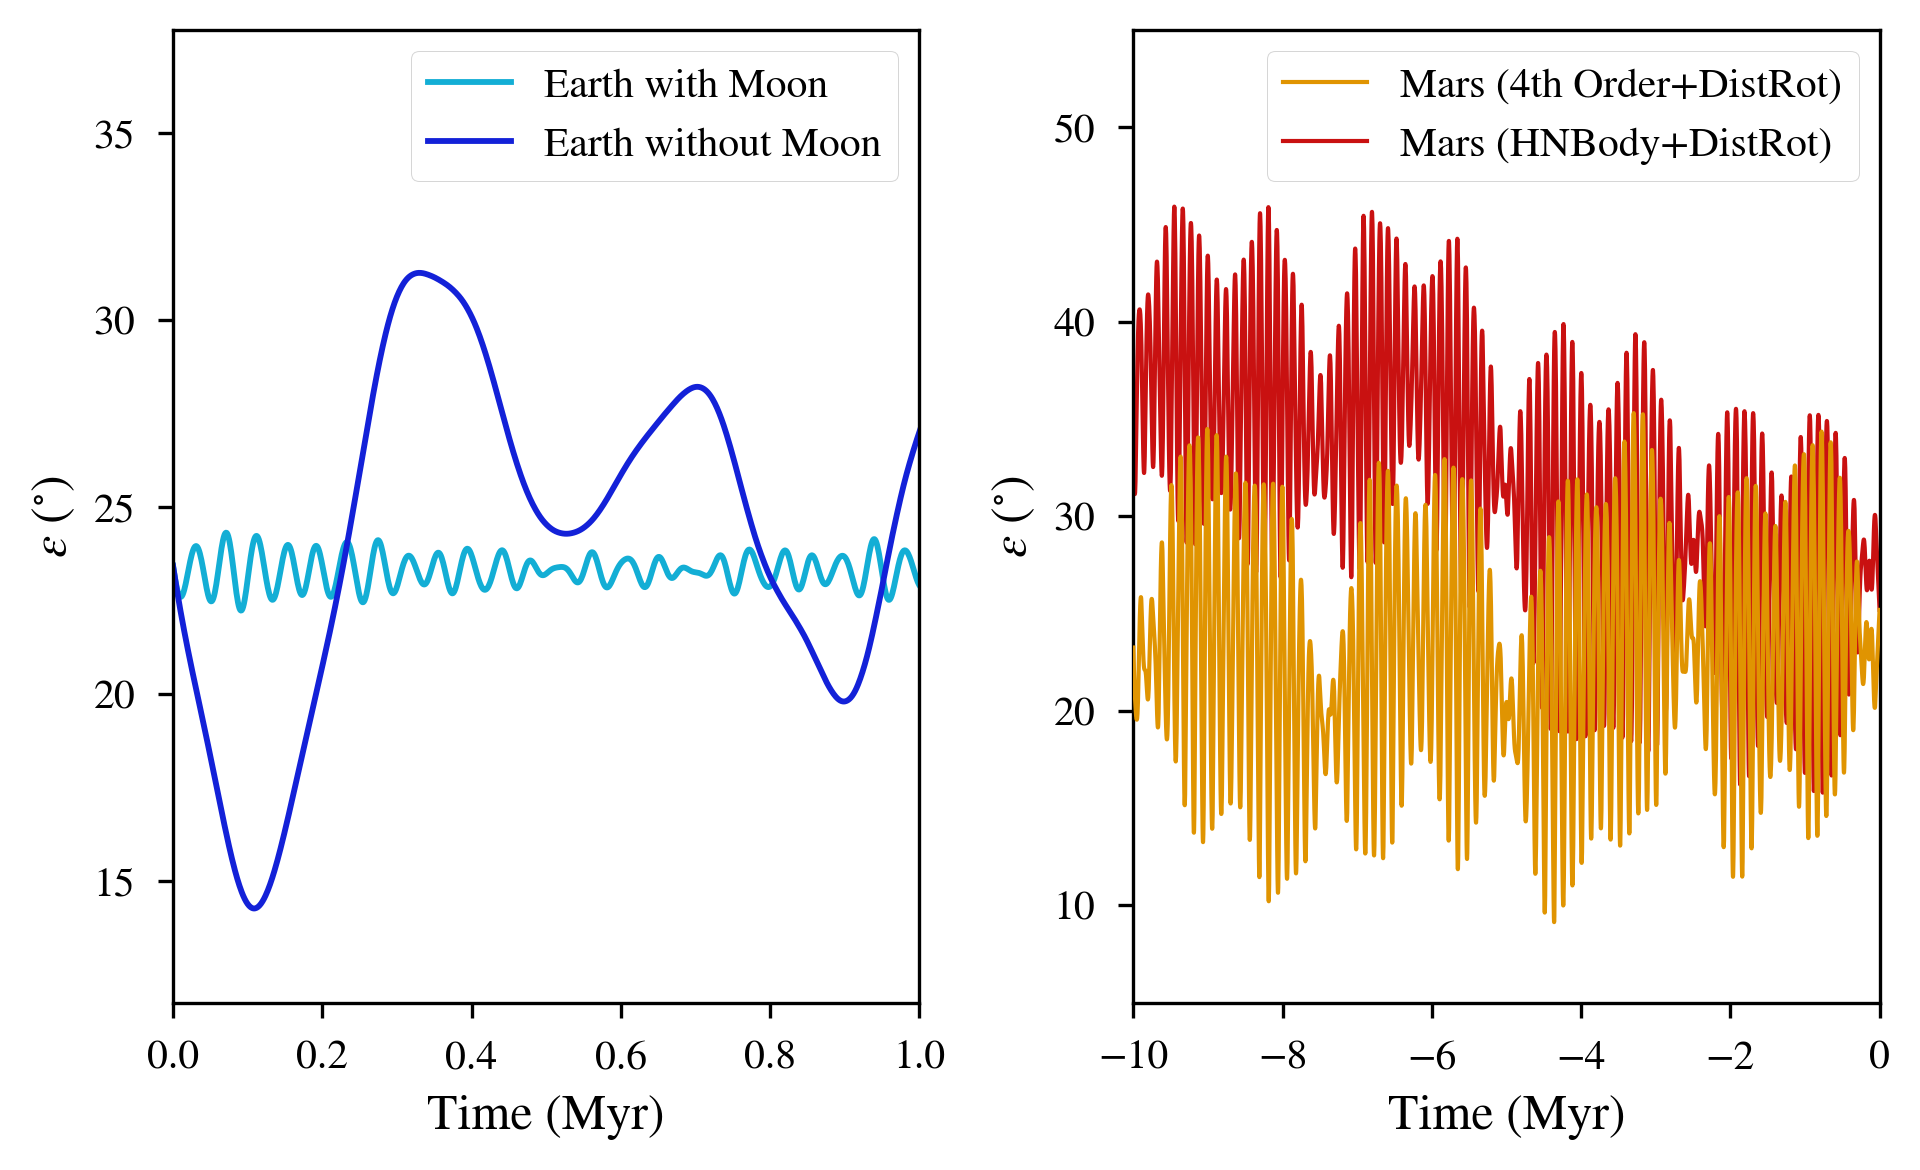 Earth with Moon
Earth without Moon
35
30
25
20
15
ε (°)
0.0 0.2 0.4 0.6 0.8 1.0
Time (Myr)
Mars (4th Order+DistRot)
Mars (HNBody+DistRot)
50
40
30
20
10
ε (°)
−10 −8 −6 −4 −2 0
Time (Myr)